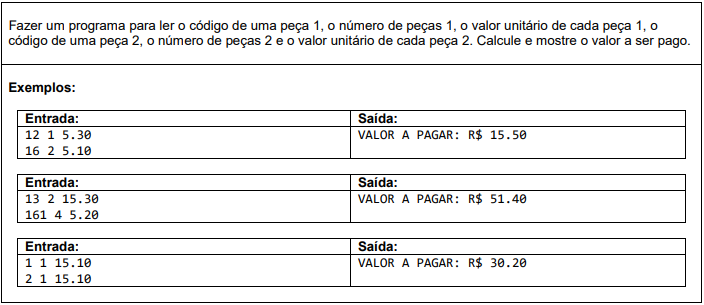 Fazer um programa para ler o código de uma peça 1, o número de peças 1, o valor unitário de cada peça 1, o
código de uma peça 2, o número de peças 2 e o valor unitário de cada peça 2. Calcule e mostre o valor a ser pago.
Exemplos:
Entrada: Saída:
12 1 5.30 VALOR A PAGAR: R$ 15.50
16 2 5.10
Entrada: Saída:
13 2 15.30 VALOR A PAGAR: R$ 51.40
161 4 5.20
Entrada: Saída:
1 1 15.10 VALOR A PAGAR: R$ 30.20
2 1 15.10